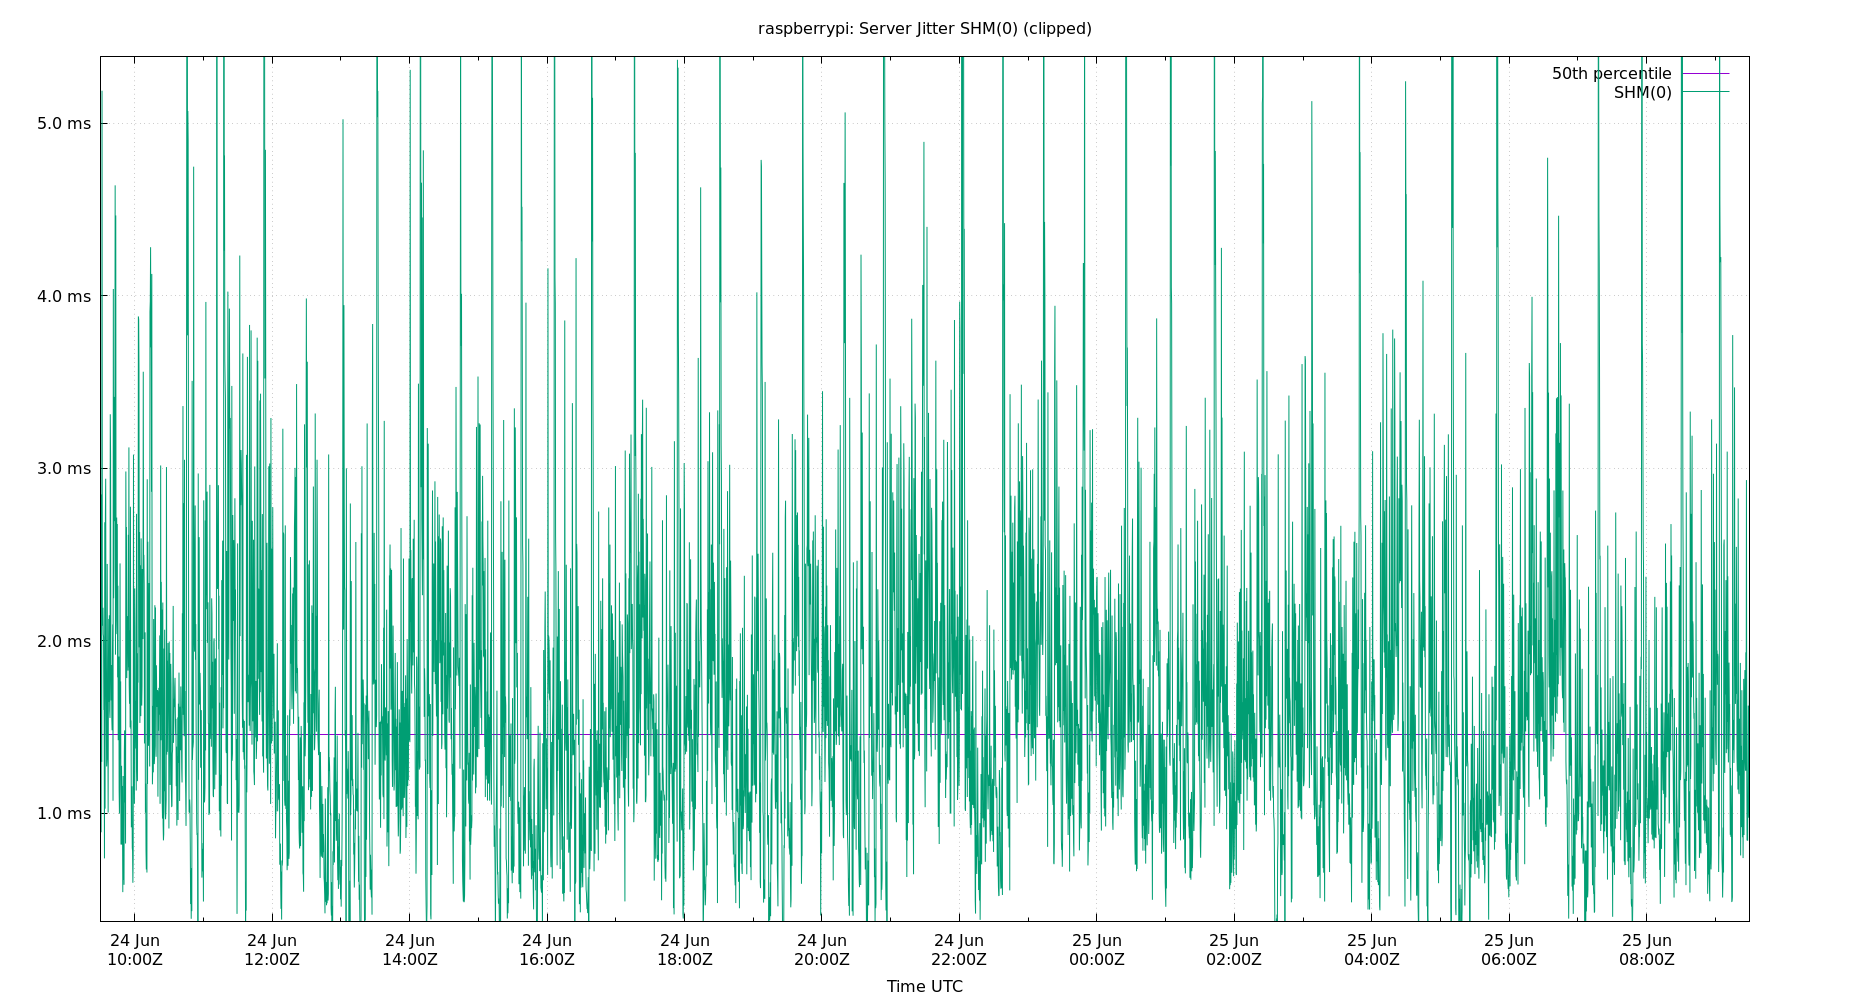 raspberrypi: Server Jitter SHM(0) (clipped)
50th percentile
SHM(0)
5.0 ms
4.0 ms
3.0 ms
2.0 ms
1.0 ms
24 Jun 24 Jun 24 Jun 24 Jun 24 Jun 24 Jun 24 Jun 25 Jun 25 Jun 25 Jun 25 Jun 25 Jun
10:00Z 12:00Z 14:00Z 16:00Z 18:00Z 20:00Z 22:00Z 00:00Z 02:00Z 04:00Z 06:00Z 08:00Z
Time UTC